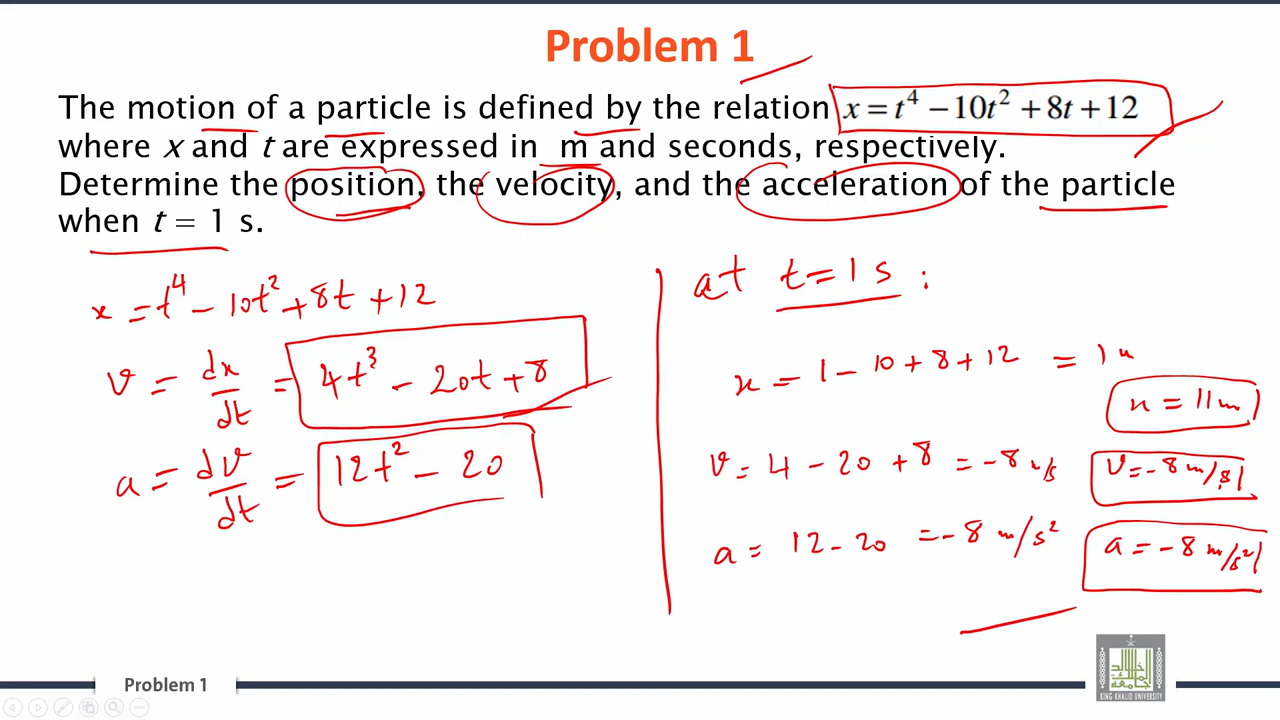 Problem 1
The motion of a particle is defined by the relation x = t⁴ − 10t² + 8t + 12
where x and t are expressed in m and seconds, respectively.
Determine the position, the velocity, and the acceleration of the particle
when t = 1 s.
x = t⁴ − 10t² + 8t + 12
v = dx/dt = 4t³ − 20t + 8
a = dv/dt = 12t² − 20
at t = 1 s :
x = 1 − 10 + 8 + 12 =
x = 11 m
v = 4 − 20 + 8 = −8 m/s
v = −8 m/s
a = 12 − 20 = −8 m/s²
a = −8 m/s²
KING KHALID UNIVERSITY
Problem 1